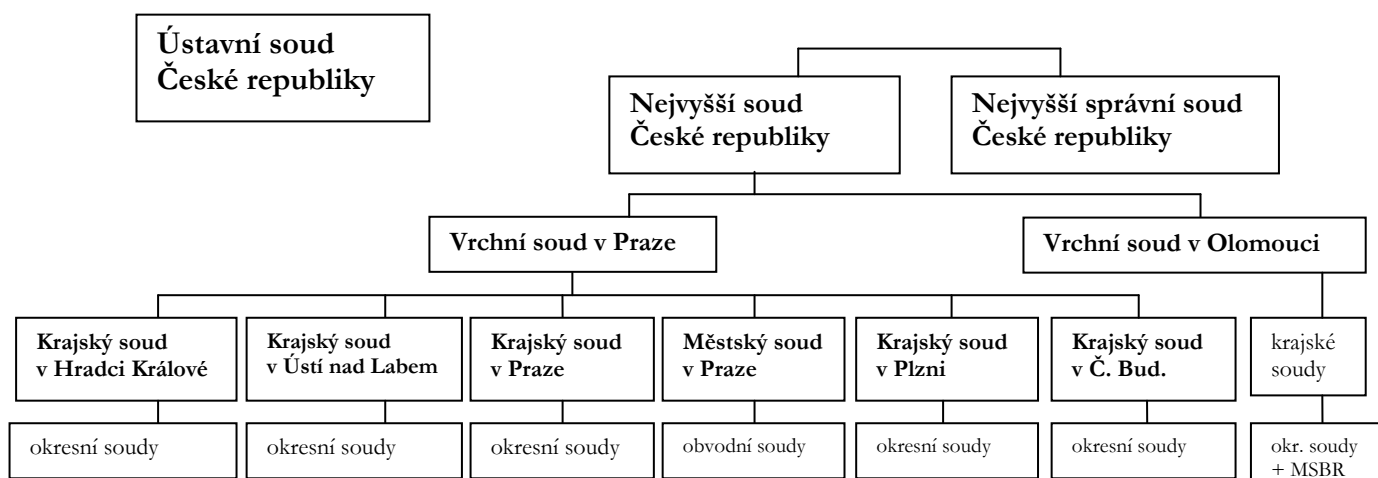 Ústavní soud
České republiky
Nejvyšší soud
České republiky
Nejvyšší správní soud
České republiky
Vrchní soud v Praze
Vrchní soud v Olomouci
Krajský soud
v Hradci Králové
Krajský soud
v Ústí nad Labem
Krajský soud
v Praze
Městský soud
v Praze
Krajský soud
v Plzni
Krajský soud
v Č. Bud.
krajské
soudy
okresní soudy
okresní soudy
okresní soudy
obvodní soudy
okresní soudy
okresní soudy
okr. soudy
+ MSBR